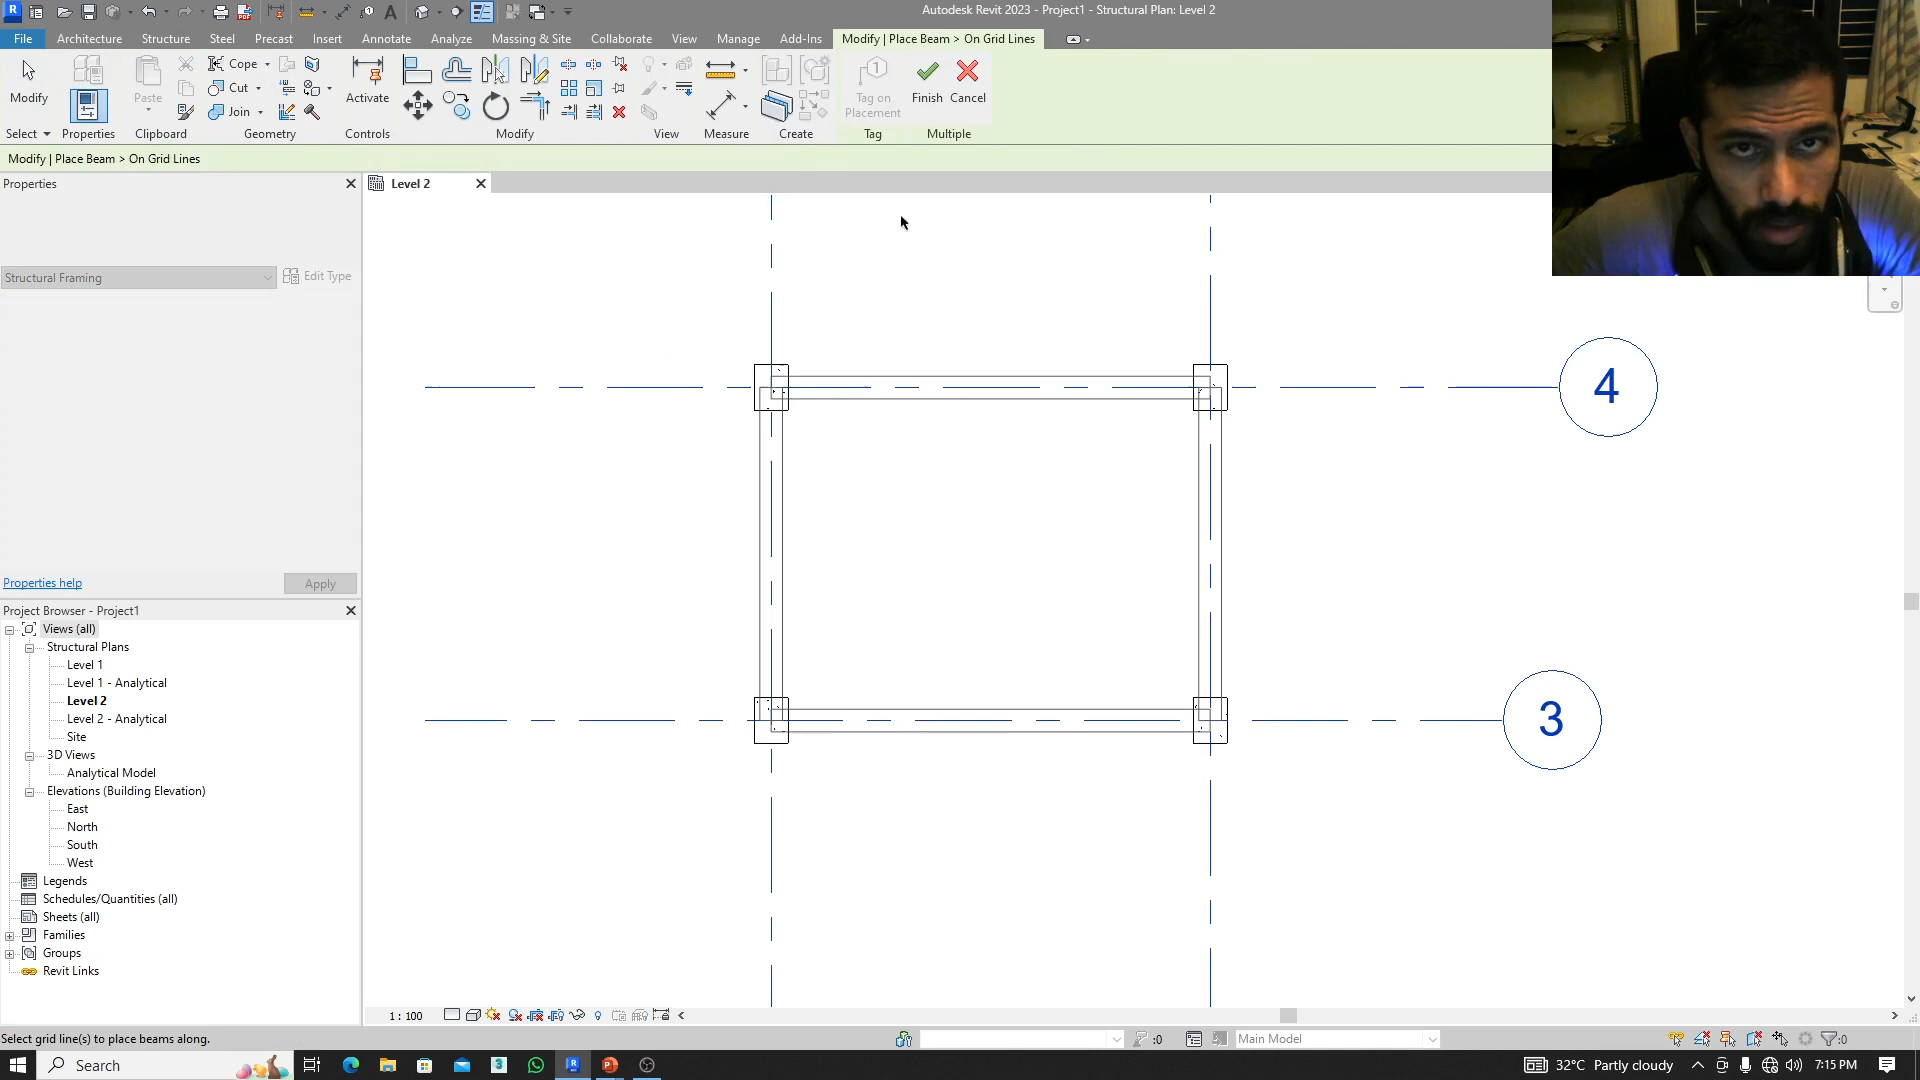 Autodesk Revit 2023 - Project1 - Structural Plan: Level 2
File Architecture Structure Steel Precast Insert Annotate Analyze Massing & Site Collaborate View Manage Add-Ins Modify | Place Beam > On Grid Lines
Modify
Select
Properties
Paste
Clipboard
Cope
Cut
Join
Geometry
Activate
Controls
Modify
View
Measure
Create
Tag on
Placement
Tag
Finish Cancel
Multiple
Modify | Place Beam > On Grid Lines
Properties
Level 2
Structural Framing
Edit Type
Properties help
Apply
Project Browser - Project1
Views (all)
Structural Plans
Level 1
Level 1 - Analytical
Level 2
Level 2 - Analytical
Site
3D Views
Analytical Model
Elevations (Building Elevation)
East
North
South
West
Legends
Schedules/Quantities (all)
Sheets (all)
Families
Groups
Revit Links
4
3
1 : 100
Select grid line(s) to place beams along.
:0
Main Model
:0
Search
32°C Partly cloudy
7:15 PM